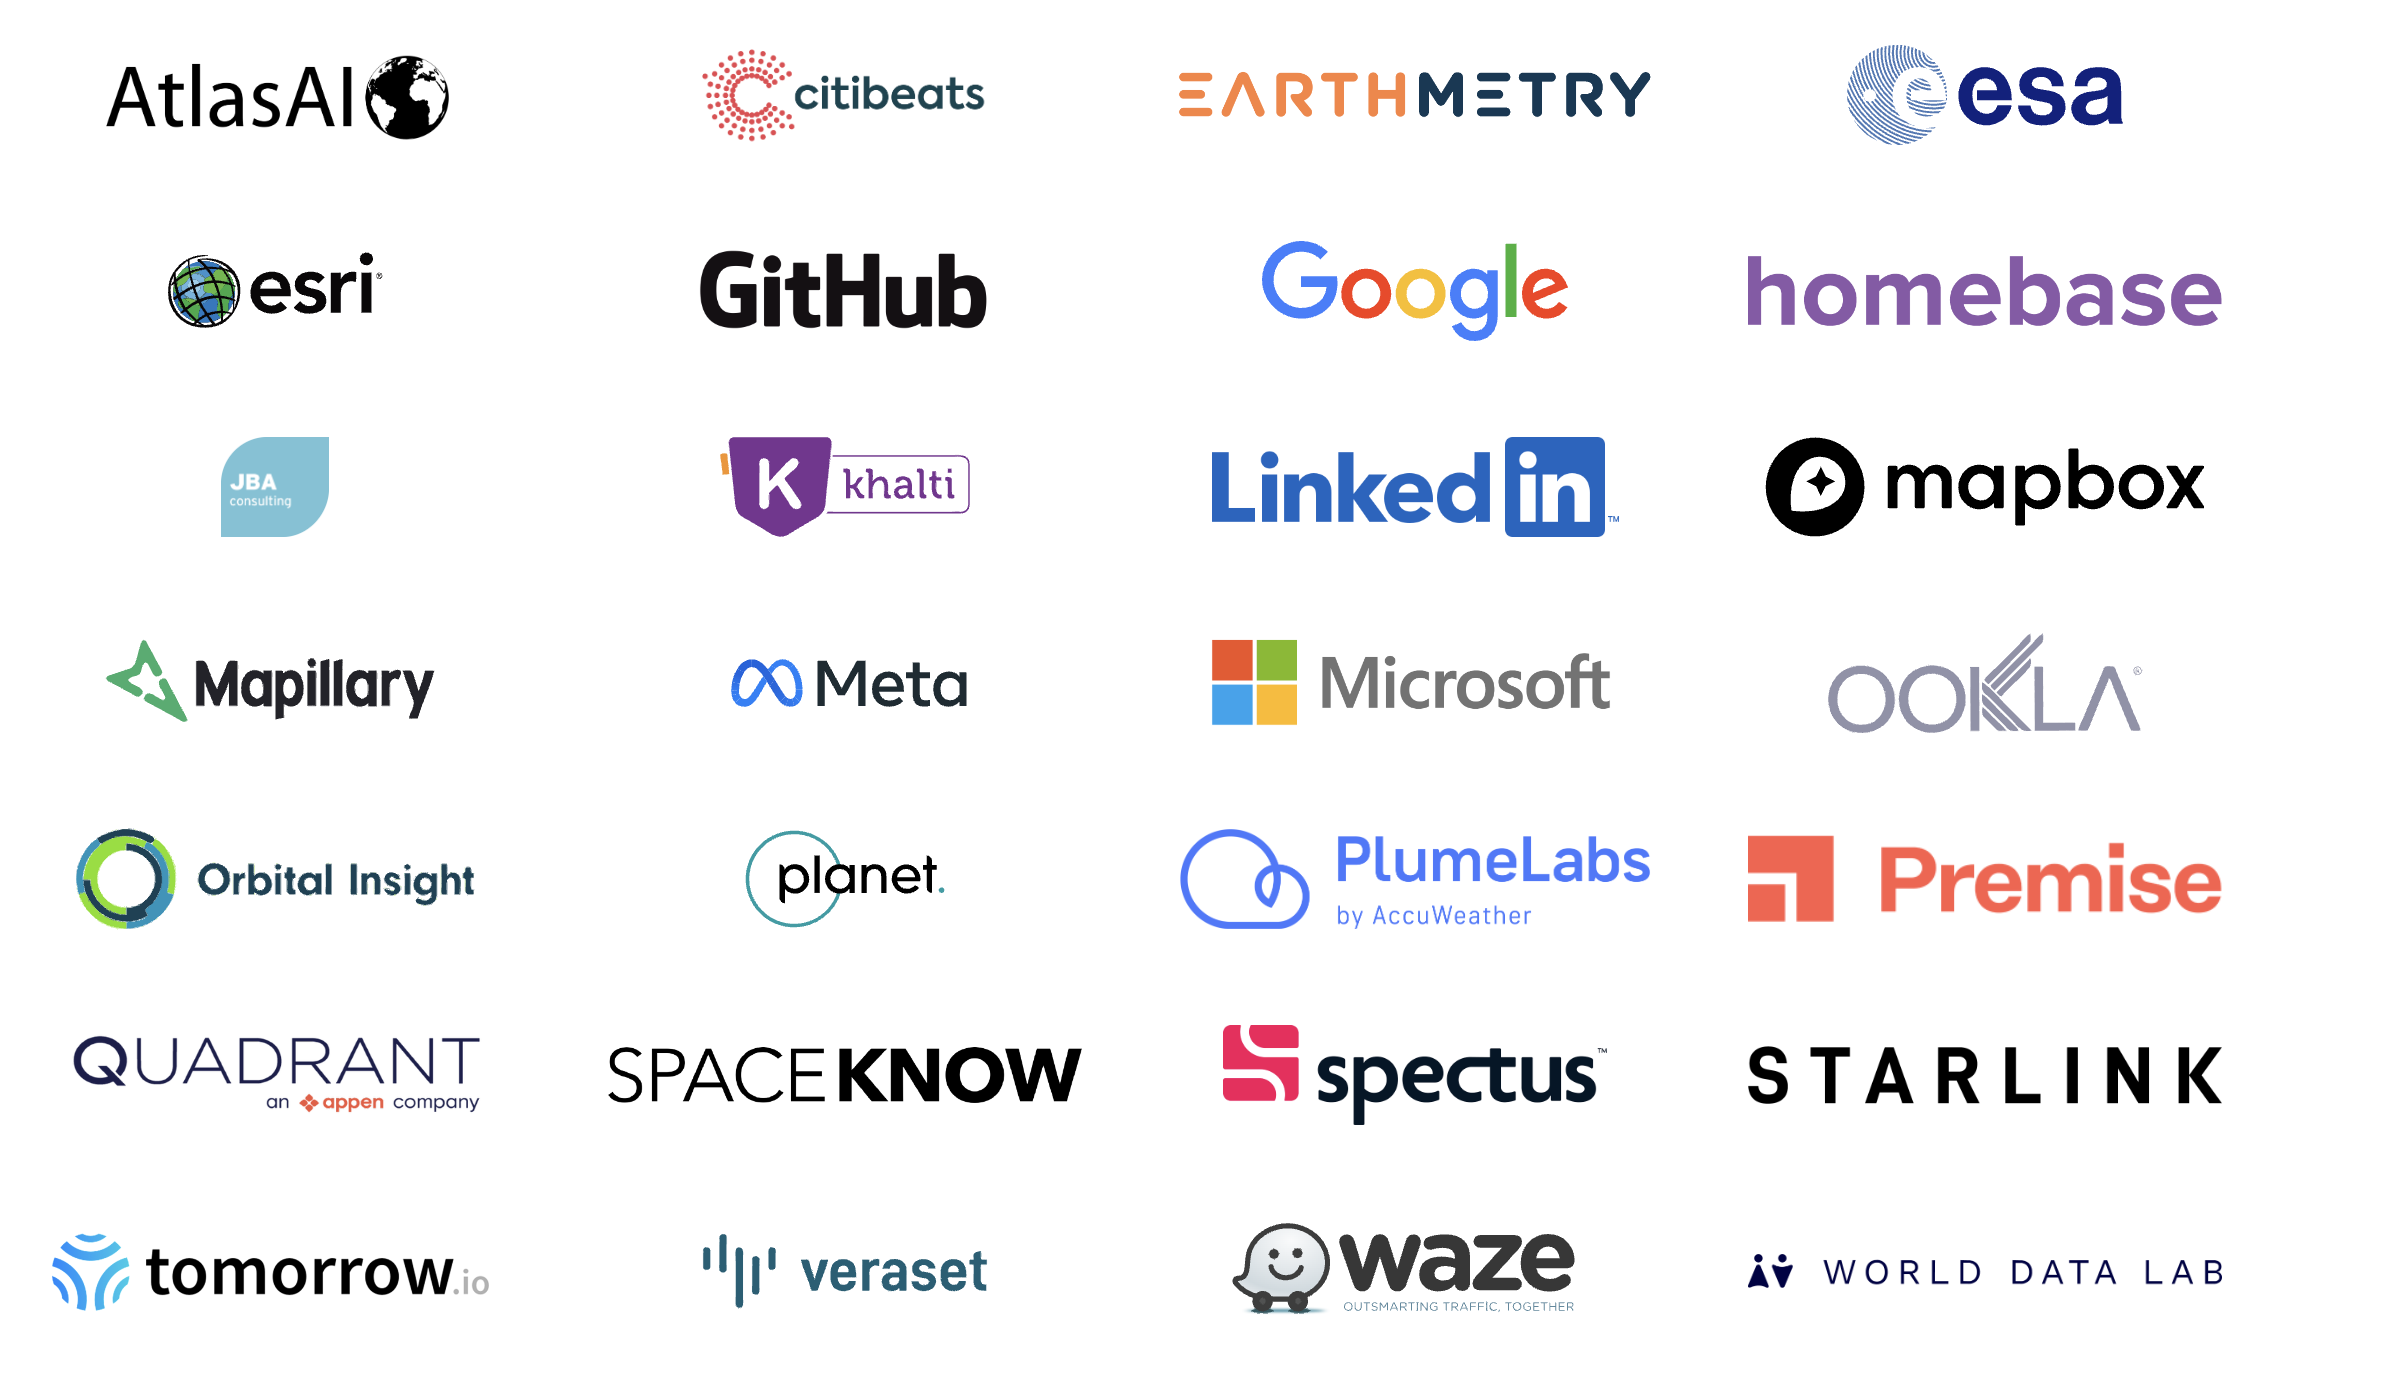 AtlasAI
citibeats
EARTHMETRY
esa
esri®
GitHub
Google
homebase
JBA
consulting
K khalti
Linked in™
mapbox
Mapillary
Meta
Microsoft
OOKLA®
Orbital Insight
planet.
PlumeLabs
by AccuWeather
Premise
QUADRANT
an appen company
SPACEKNOW
spectus™
STARLINK
tomorrow.io
veraset
waze
OUTSMARTING TRAFFIC, TOGETHER
WORLD DATA LAB